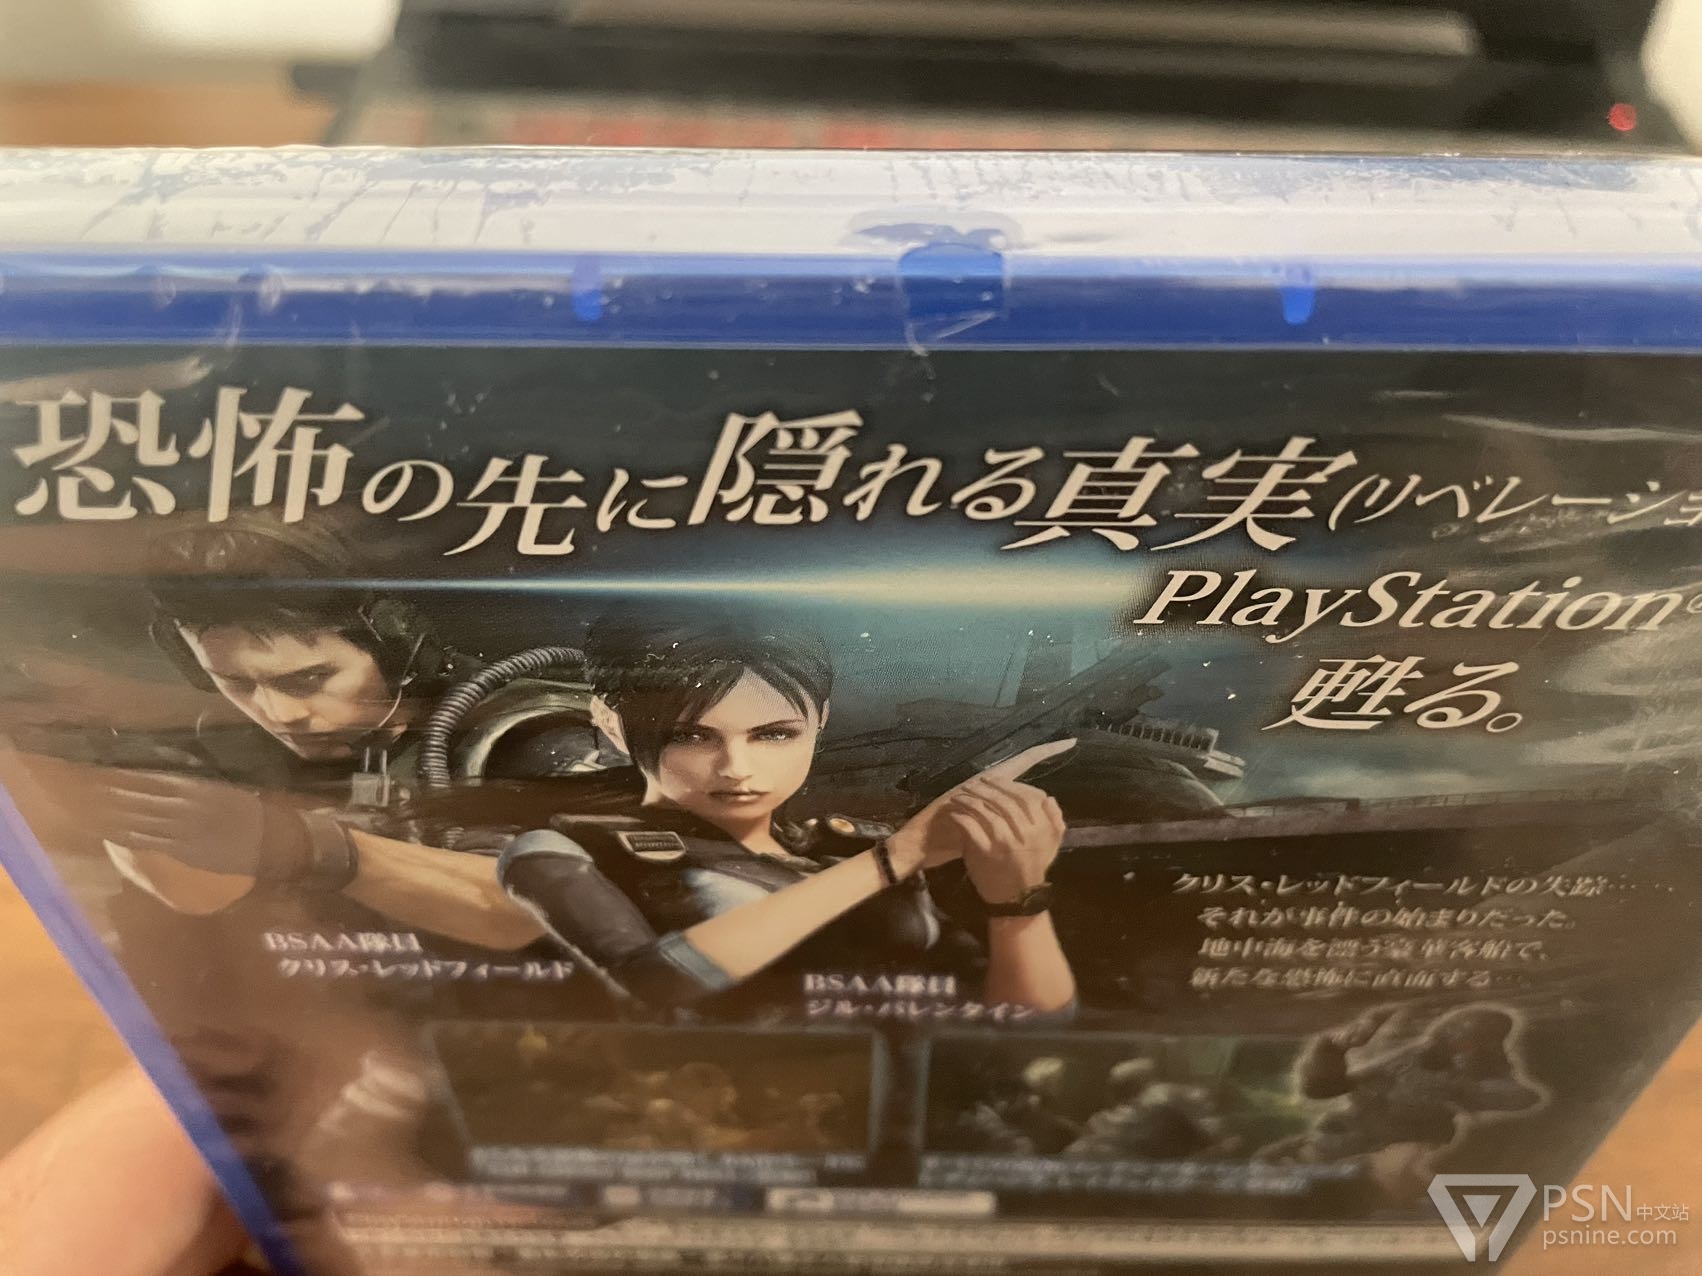 恐怖の先に隠れる真実(リベレーショ
PlayStation®
甦る。
クリス・レッドフィールドの失踪……
それが事件の始まりだった。
地中海を漂う豪華客船で、
新たな恐怖に直面する…
BSAA隊員
クリス・レッドフィールド
BSAA隊員
ジル・バレンタイン
PSN中文站
psnine.com